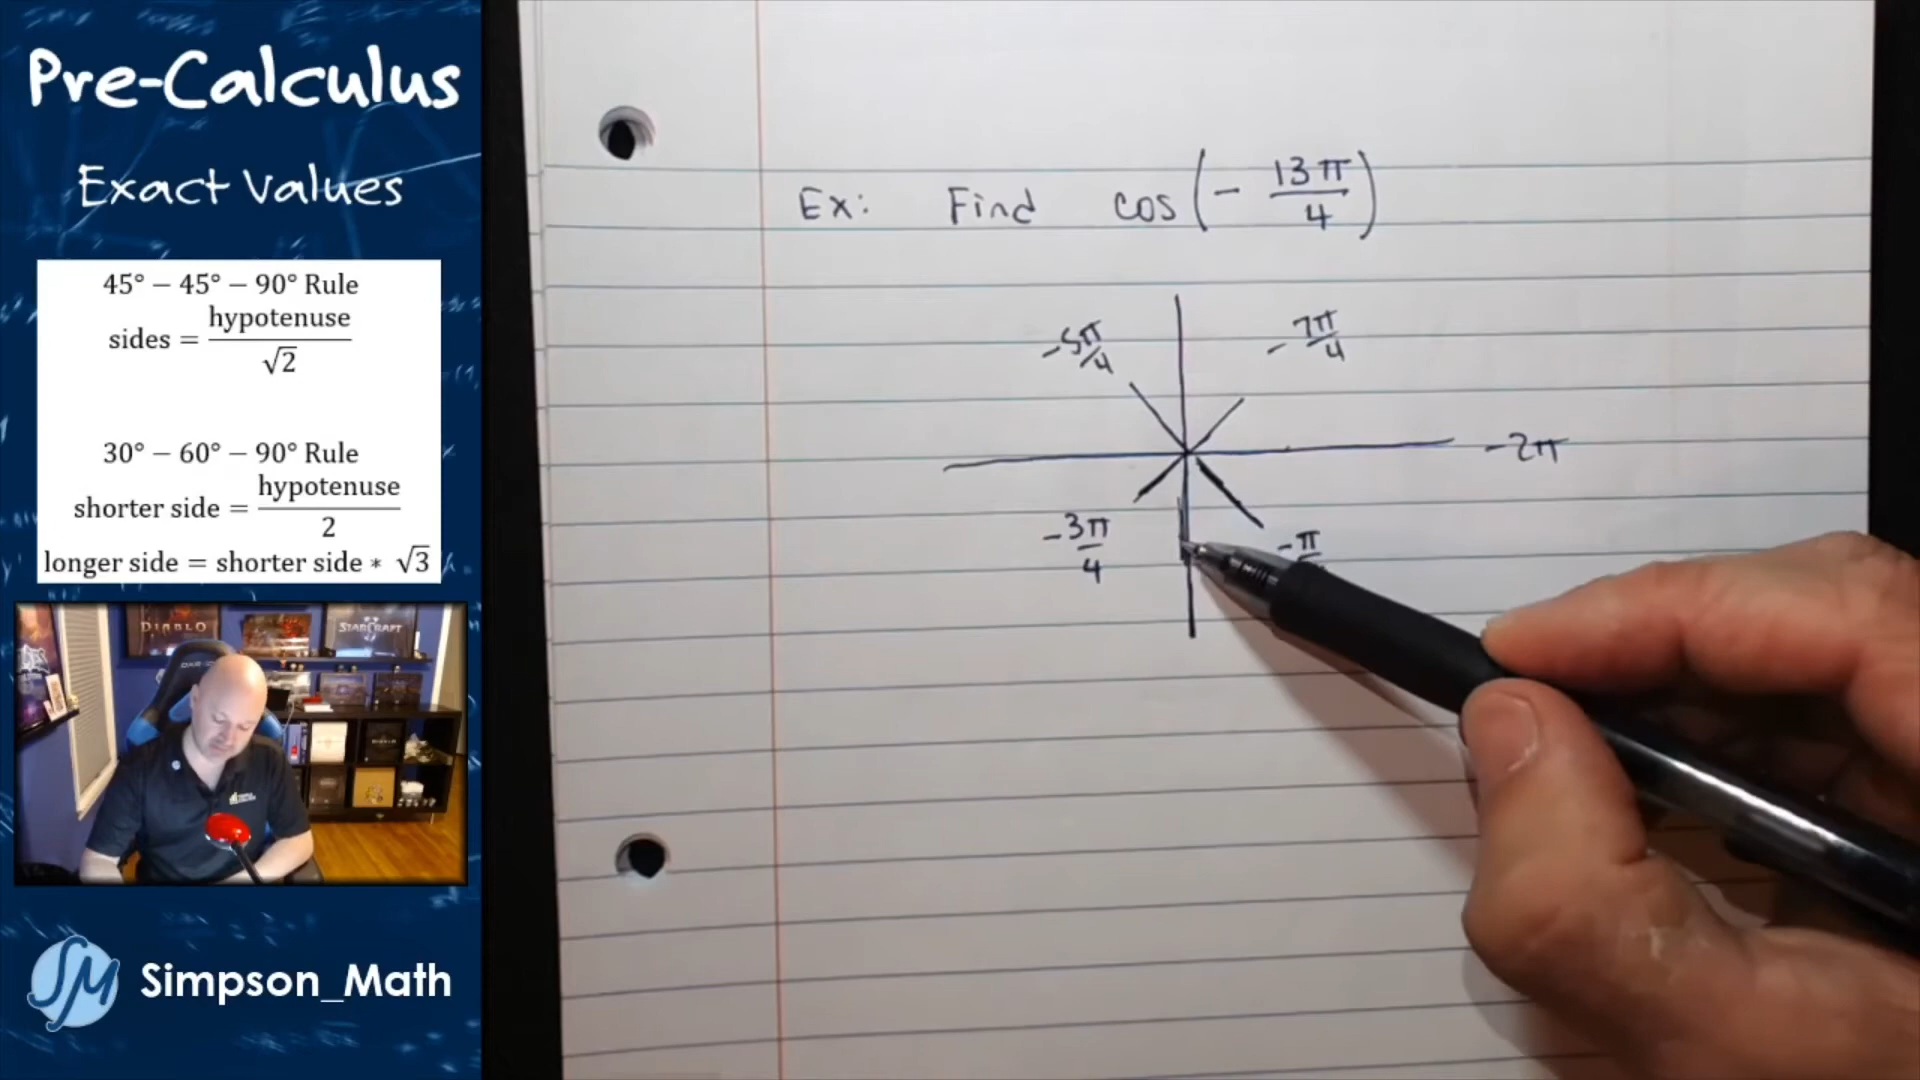 Pre-Calculus
Exact Values
45° – 45° – 90° Rule
sides = hypotenuse / √2
30° – 60° – 90° Rule
shorter side = hypotenuse / 2
longer side = shorter side * √3
DIABLO
STARCRAFT
SM Simpson_Math
Ex: Find cos(- 13π/4)
-5π/4
-7π/4
-2π
-3π/4
-π